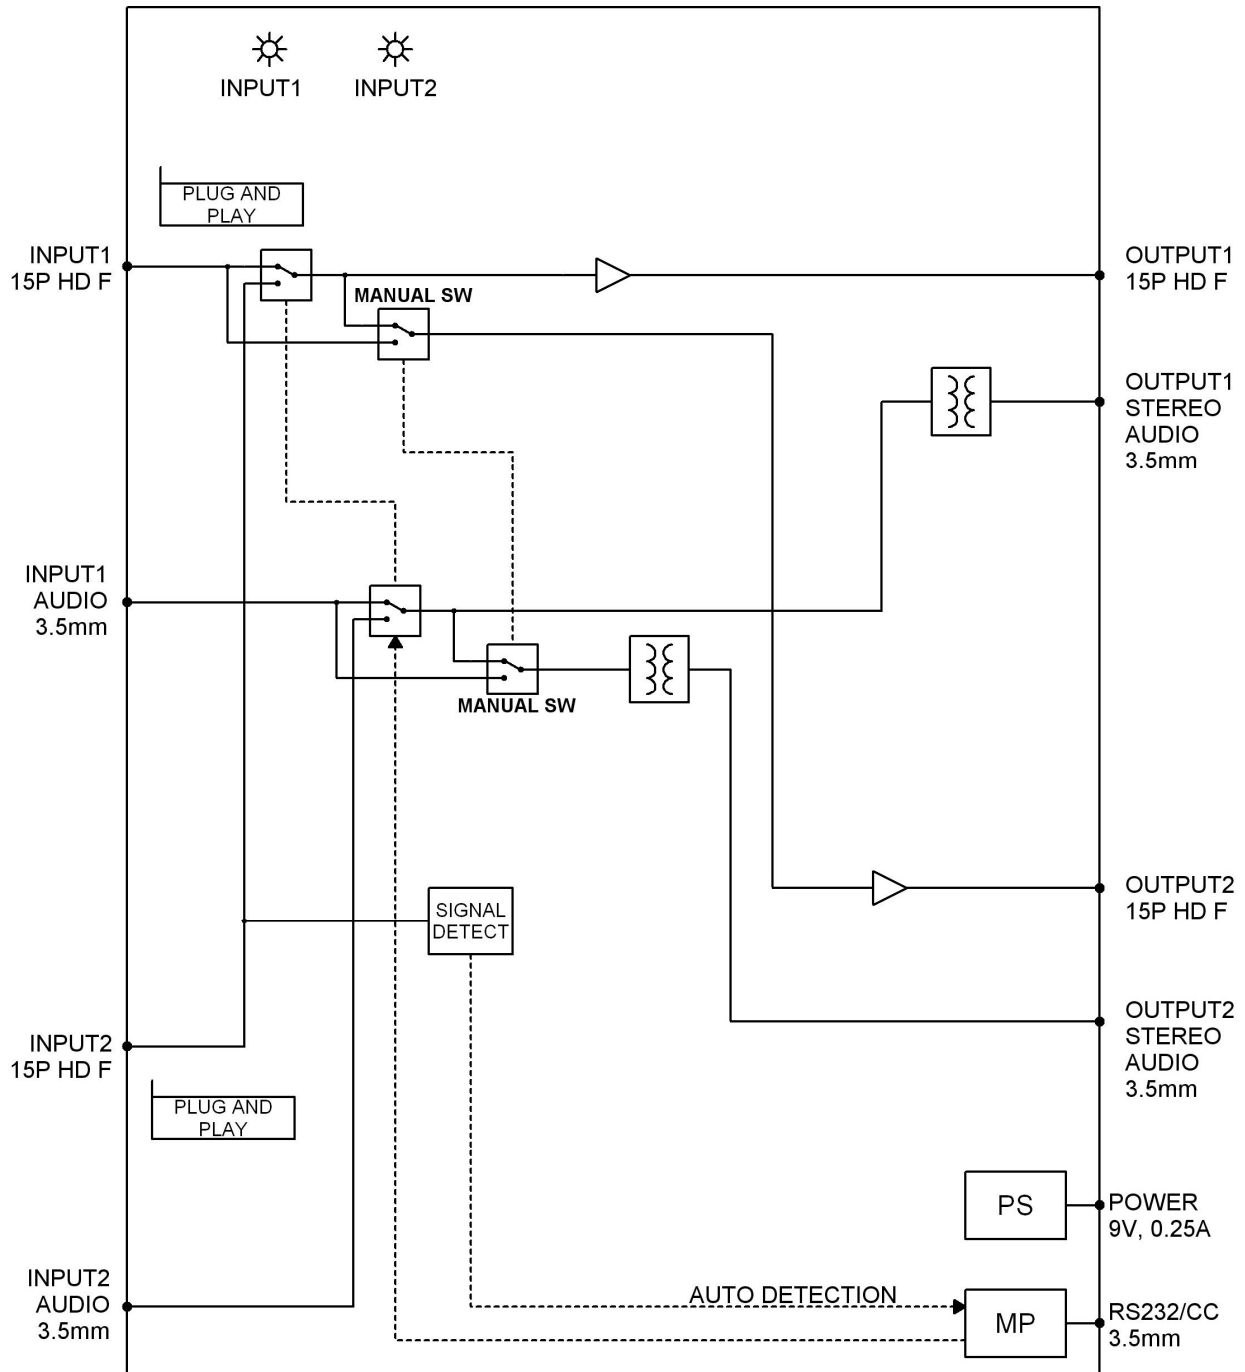 INPUT1
INPUT2
PLUG AND
PLAY
INPUT1
15P HD F
OUTPUT1
15P HD F
MANUAL SW
OUTPUT1
STEREO
AUDIO
3.5mm
INPUT1
AUDIO
3.5mm
MANUAL SW
SIGNAL
DETECT
OUTPUT2
15P HD F
INPUT2
15P HD F
OUTPUT2
STEREO
AUDIO
3.5mm
PLUG AND
PLAY
PS
POWER
9V, 0.25A
INPUT2
AUDIO
3.5mm
AUTO DETECTION
MP
RS232/CC
3.5mm